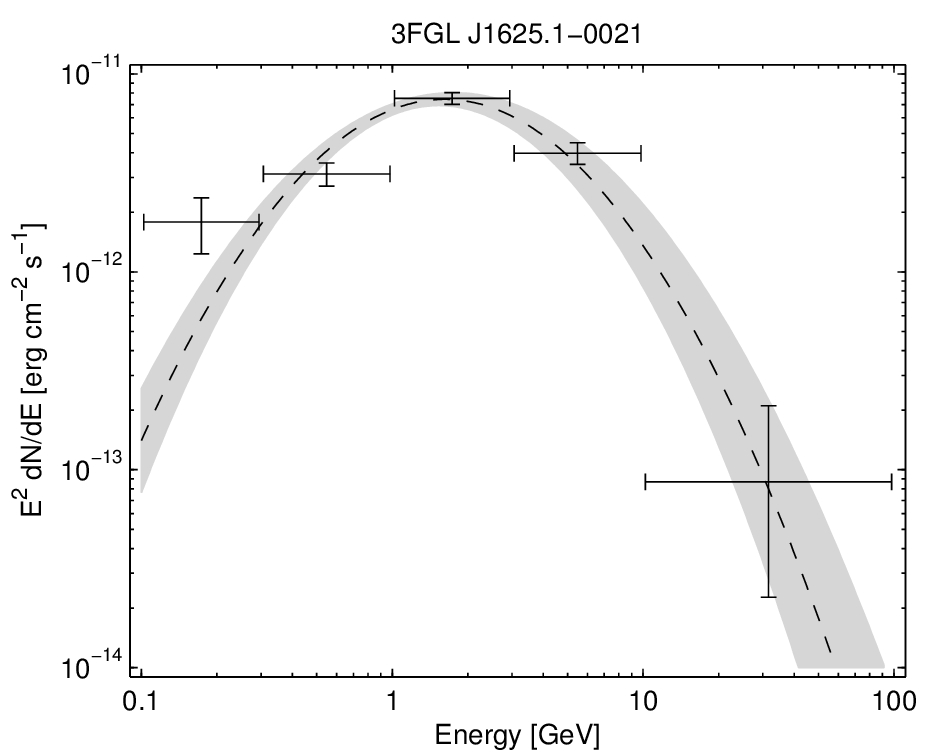 3FGL J1625.1−0021
10⁻¹¹
10⁻¹²
10⁻¹³
10⁻¹⁴
E² dN/dE [erg cm⁻² s⁻¹]
0.1 1 10 100
Energy [GeV]